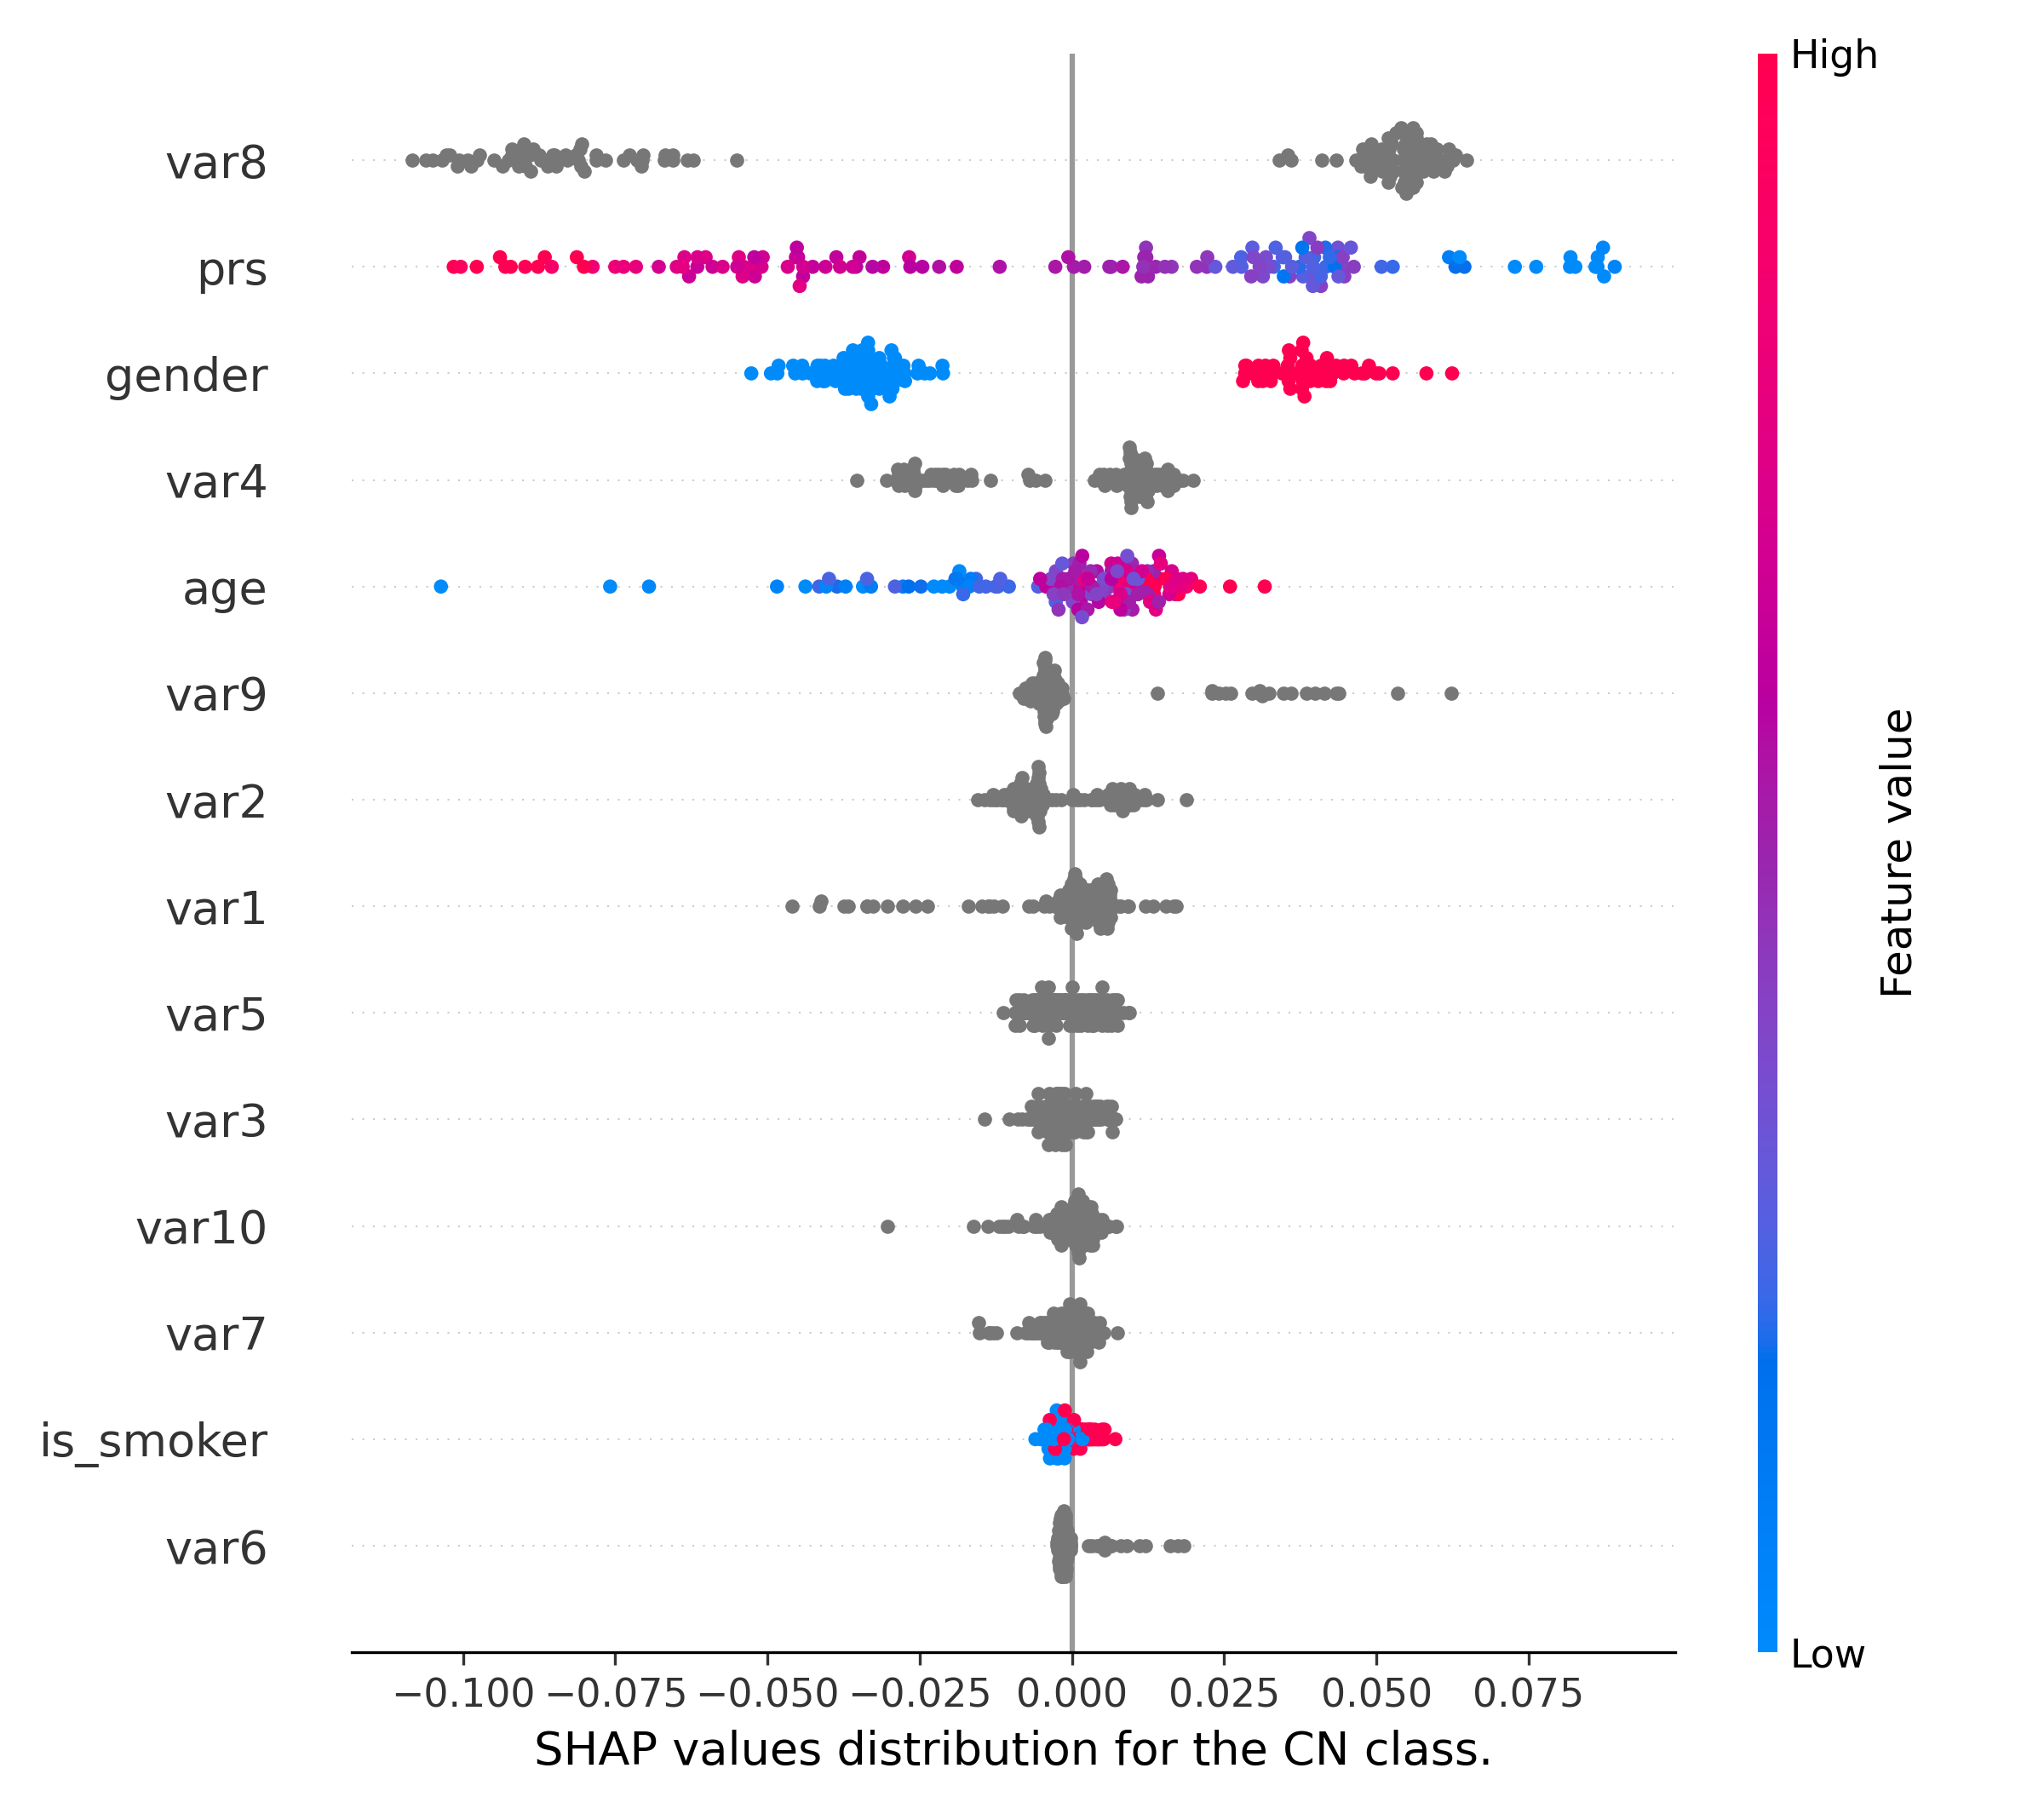 High
var8
prs
gender
var4
age
var9
var2
var1
var5
var3
var10
var7
is_smoker
var6
Feature value
Low
−0.100 −0.075 −0.050 −0.025 0.000 0.025 0.050 0.075
SHAP values distribution for the CN class.